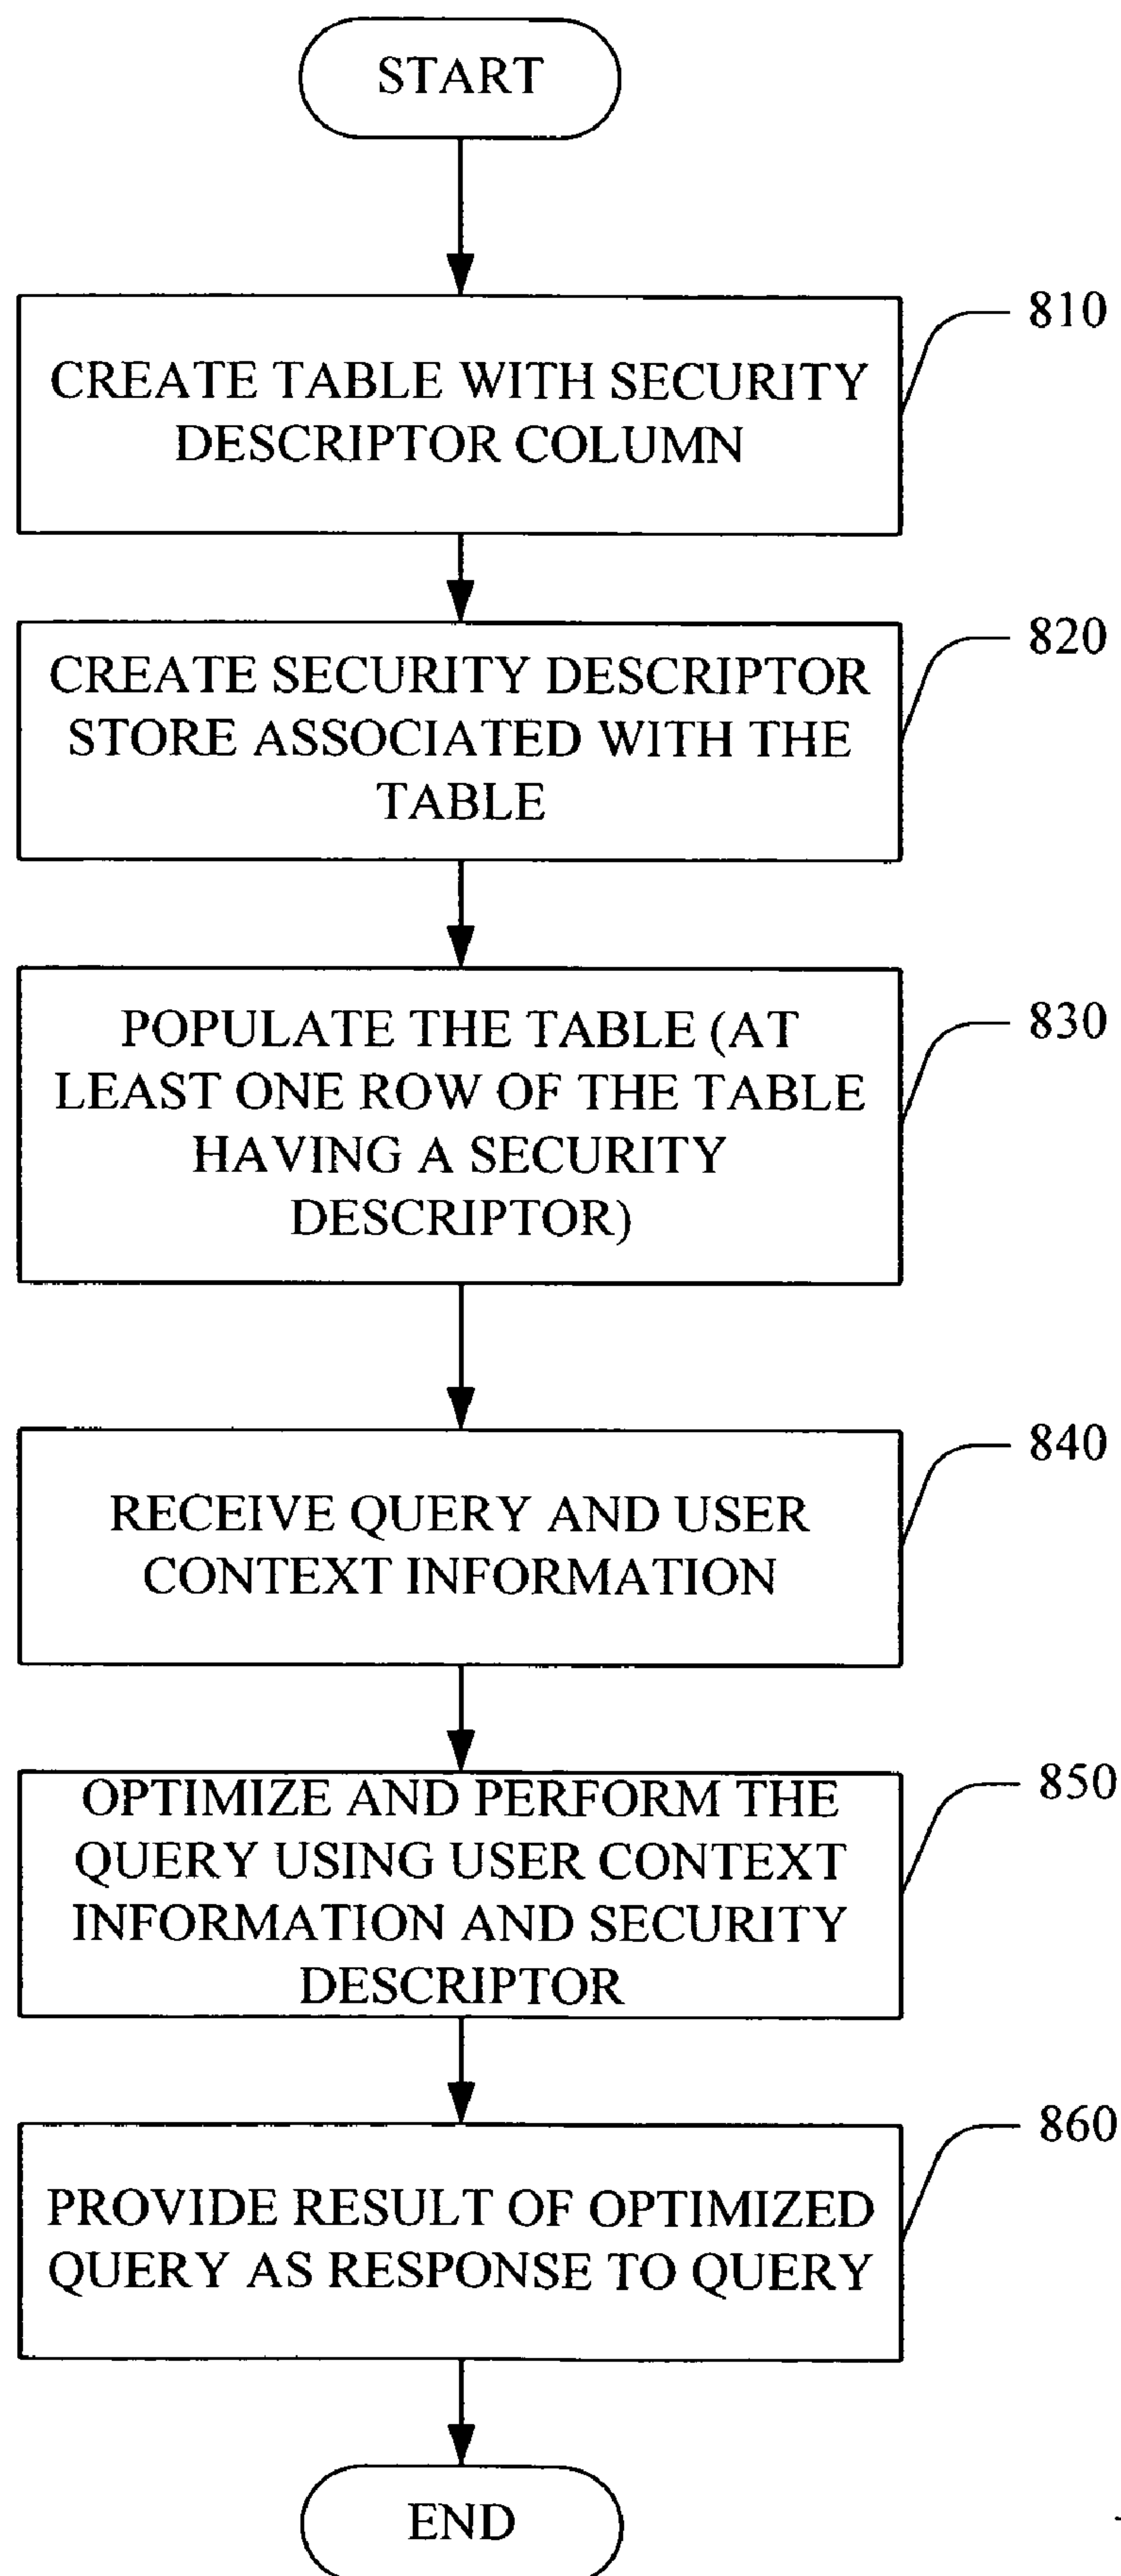 START
810
CREATE TABLE WITH SECURITY
DESCRIPTOR COLUMN
820
CREATE SECURITY DESCRIPTOR
STORE ASSOCIATED WITH THE
TABLE
830
POPULATE THE TABLE (AT
LEAST ONE ROW OF THE TABLE
HAVING A SECURITY
DESCRIPTOR)
840
RECEIVE QUERY AND USER
CONTEXT INFORMATION
850
OPTIMIZE AND PERFORM THE
QUERY USING USER CONTEXT
INFORMATION AND SECURITY
DESCRIPTOR
860
PROVIDE RESULT OF OPTIMIZED
QUERY AS RESPONSE TO QUERY
END